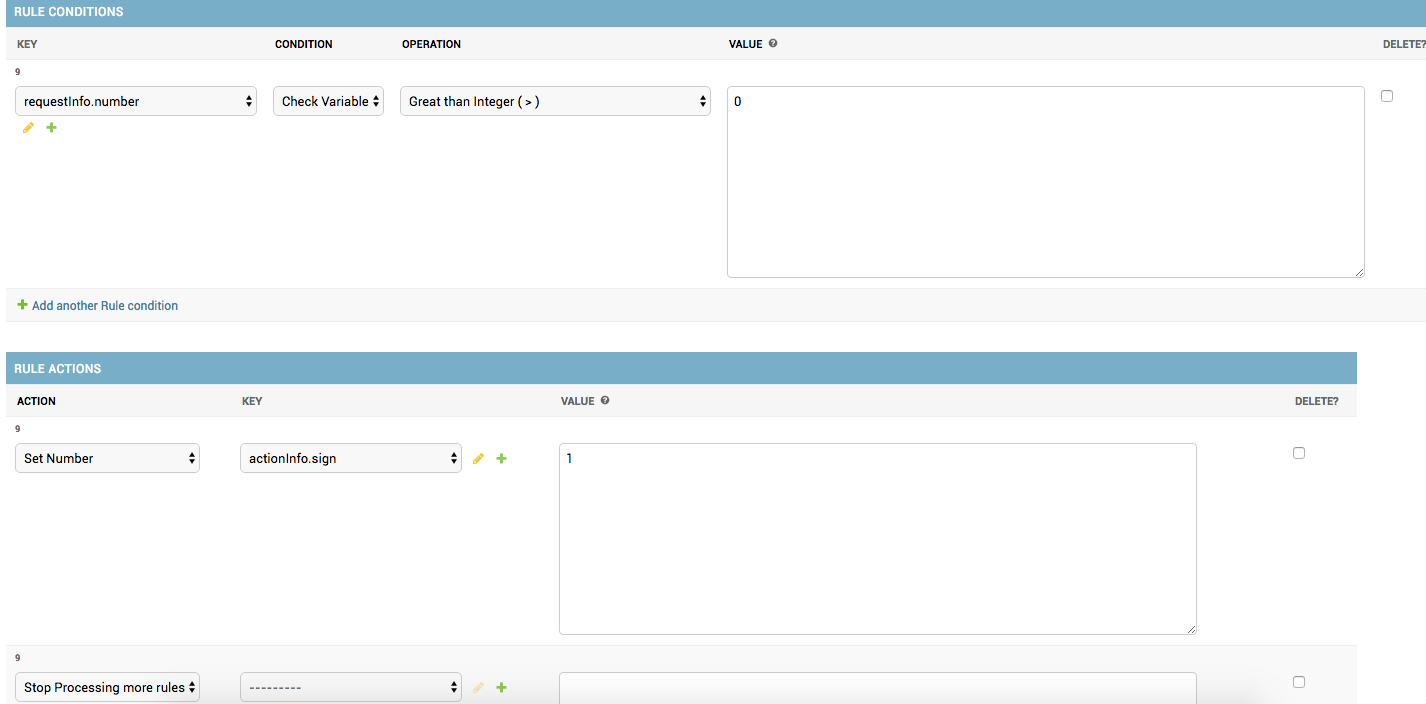 RULE CONDITIONS
KEY CONDITION OPERATION VALUE ? DELETE?
9
requestInfo.number Check Variable Great than Integer ( > ) 0
Add another Rule condition
RULE ACTIONS
ACTION KEY VALUE ? DELETE?
9
Set Number actionInfo.sign 1
9
Stop Processing more rules ---------